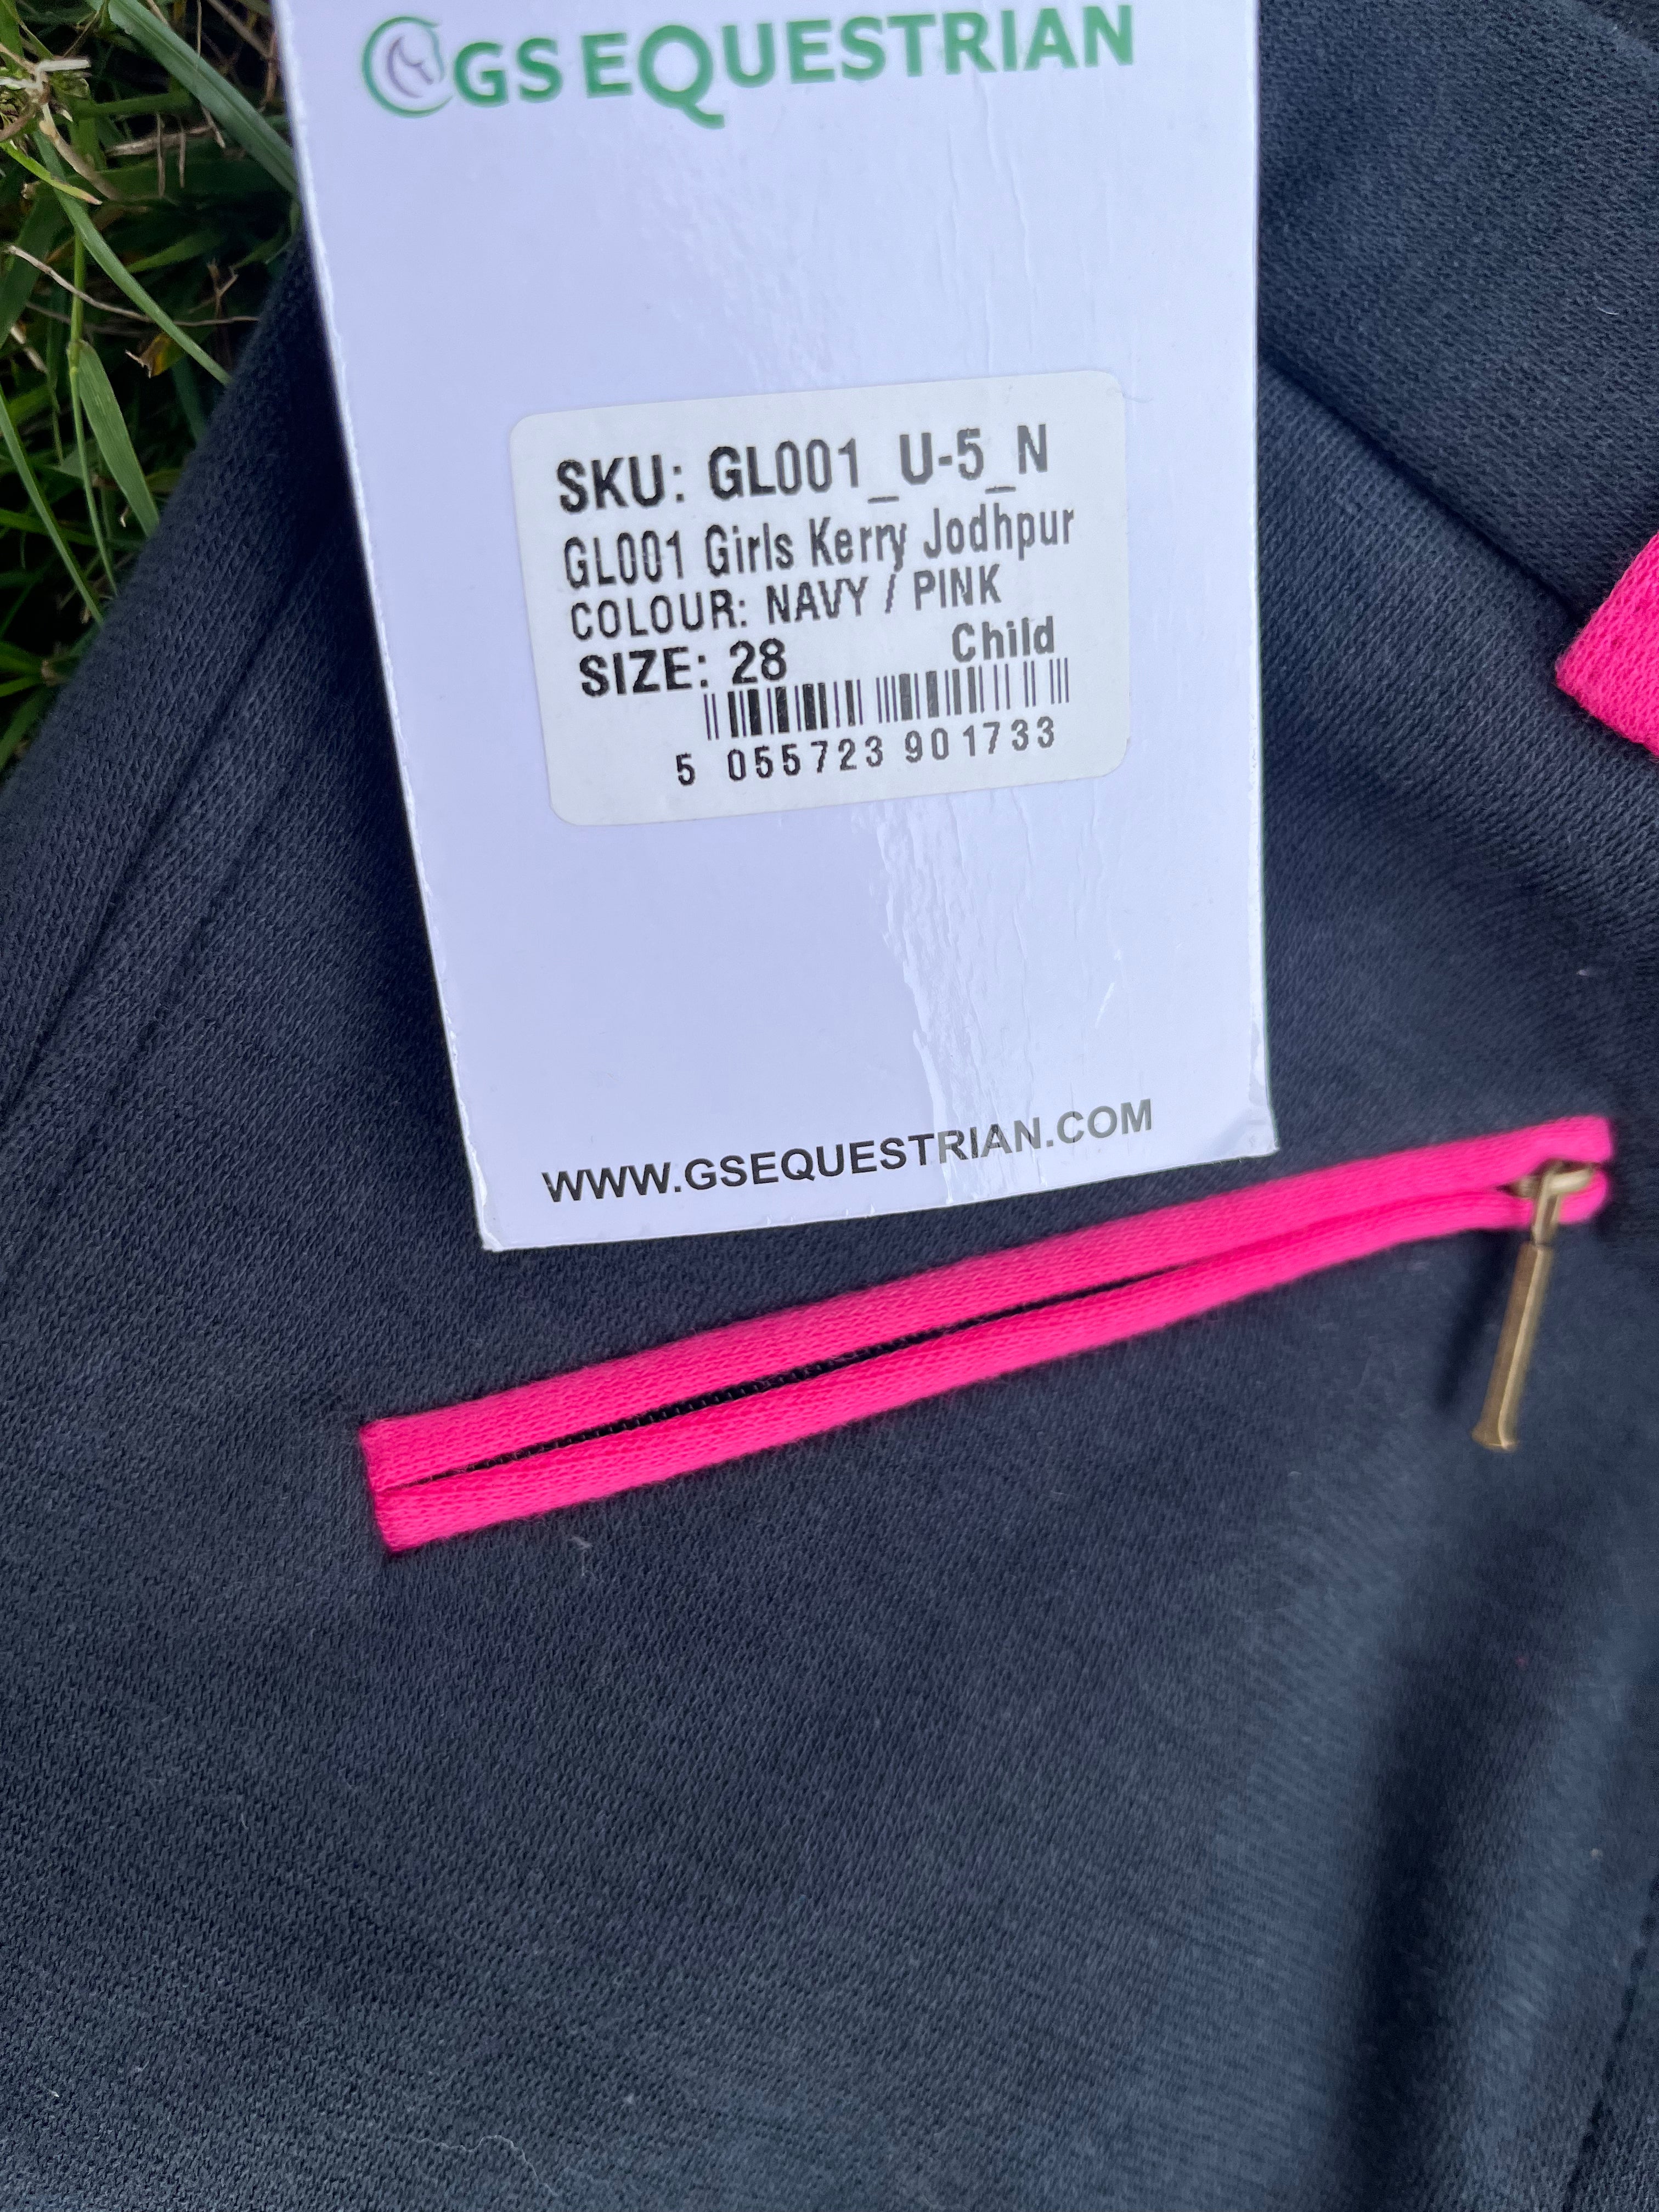 GS EQUESTRIAN
SKU: GL001_U-5_N
GL001 Girls Kerry Jodhpur
COLOUR: NAVY / PINK
SIZE: 28 Child
5 055723 901733
WWW.GSEQUESTRIAN.COM